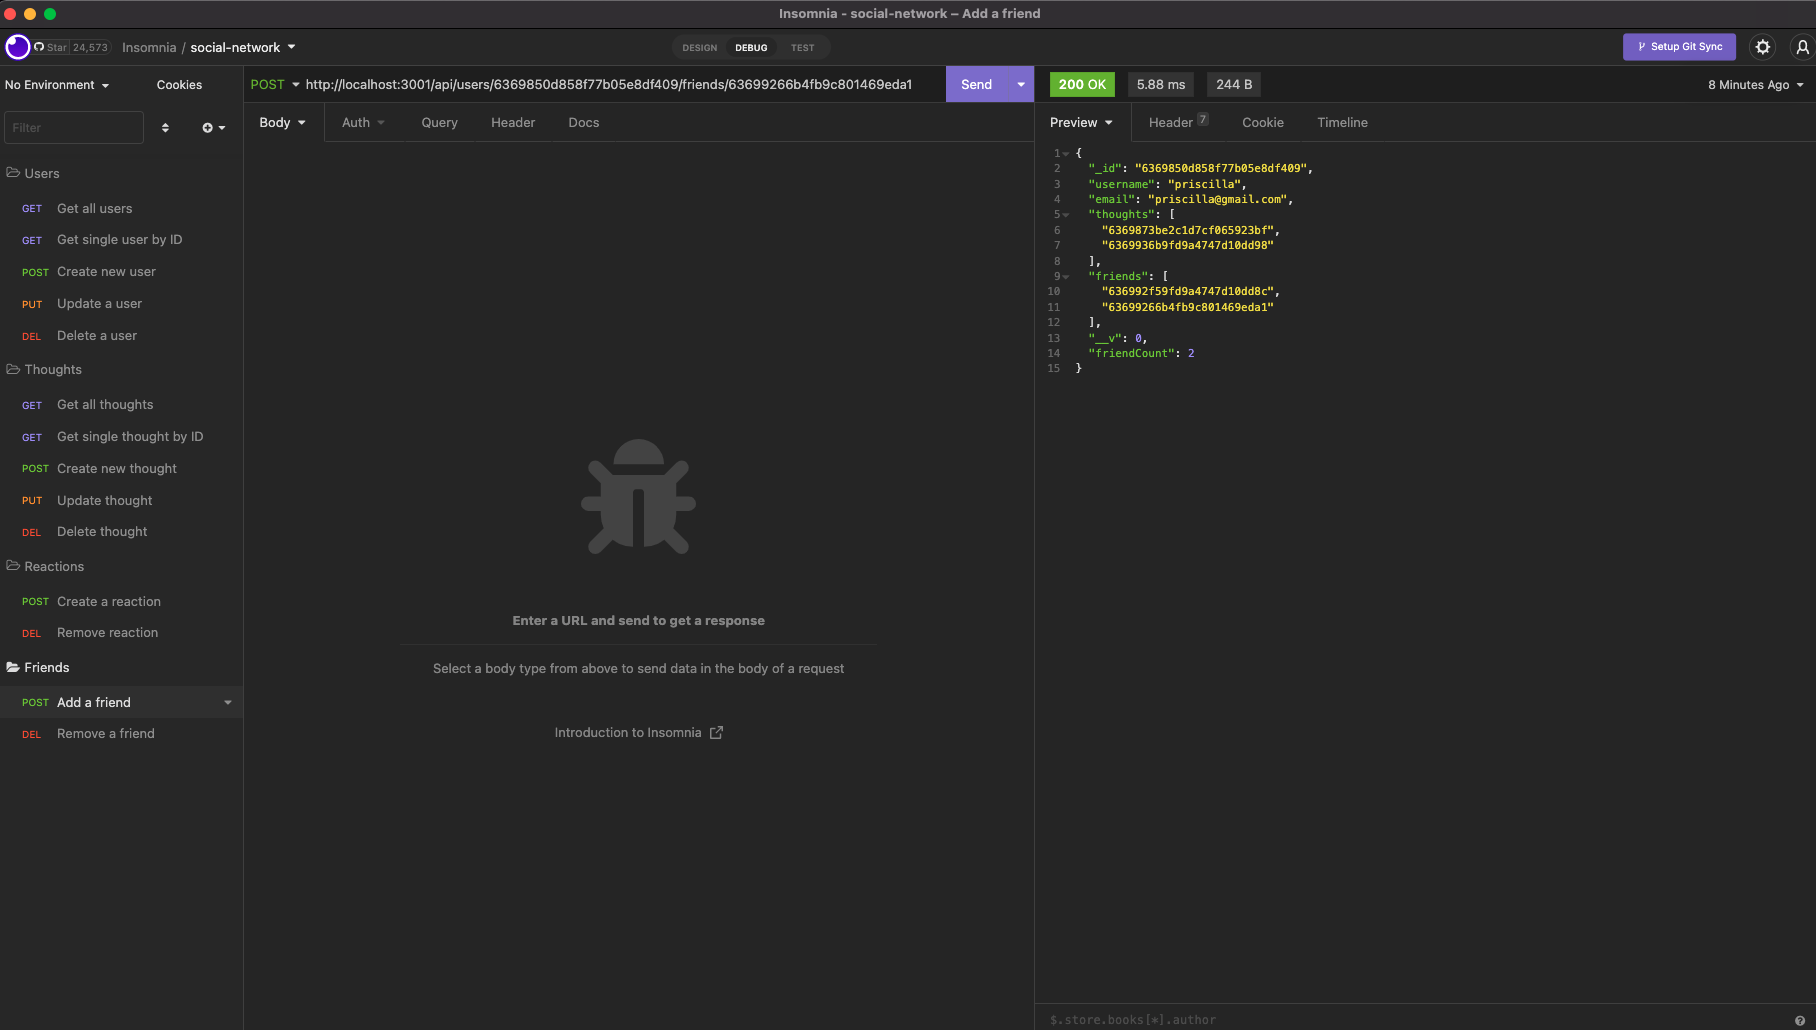 Insomnia - social-network – Add a friend
Star 24,573 Insomnia / social-network
DESIGN DEBUG TEST
Setup Git Sync
No Environment Cookies
POST http://localhost:3001/api/users/6369850d858f77b05e8df409/friends/63699266b4fb9c801469eda1 Send
200 OK 5.88 ms 244 B 8 Minutes Ago
Filter
Body Auth Query Header Docs
Preview Header 7 Cookie Timeline
Users
GET Get all users
GET Get single user by ID
POST Create new user
PUT Update a user
DEL Delete a user
Thoughts
GET Get all thoughts
GET Get single thought by ID
POST Create new thought
PUT Update thought
DEL Delete thought
Reactions
POST Create a reaction
DEL Remove reaction
Friends
POST Add a friend
DEL Remove a friend
Enter a URL and send to get a response
Select a body type from above to send data in the body of a request
Introduction to Insomnia
1 {
2 "_id": "6369850d858f77b05e8df409",
3 "username": "priscilla",
4 "email": "priscilla@gmail.com",
5 "thoughts": [
6 "6369873be2c1d7cf065923bf",
7 "6369936b9fd9a4747d10dd98"
8 ],
9 "friends": [
10 "636992f59fd9a4747d10dd8c",
11 "63699266b4fb9c801469eda1"
12 ],
13 "__v": 0,
14 "friendCount": 2
15 }
$.store.books[*].author